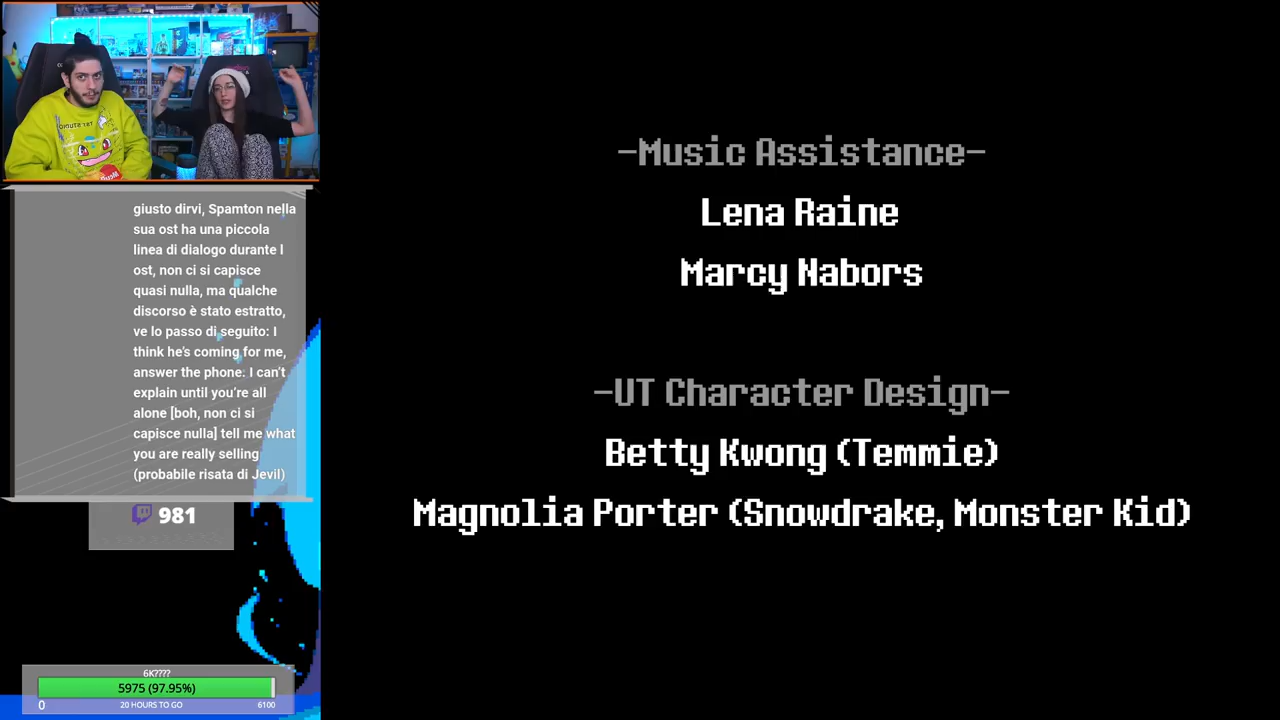 giusto dirvi, Spamton nella
sua ost ha una piccola
linea di dialogo durante l
ost, non ci si capisce
quasi nulla, ma qualche
discorso è stato estratto,
ve lo passo di seguito: I
think he's coming for me,
answer the phone: I can't
explain until you're all
alone [boh, non ci si
capisce nulla] tell me what
you are really selling
(probabile risata di Jevil)
981
6K????
5975 (97.95%)
0
20 HOURS TO GO
6100
-Music Assistance-
Lena Raine
Marcy Nabors
-UT Character Design-
Betty Kwong (Temmie)
Magnolia Porter (Snowdrake, Monster Kid)